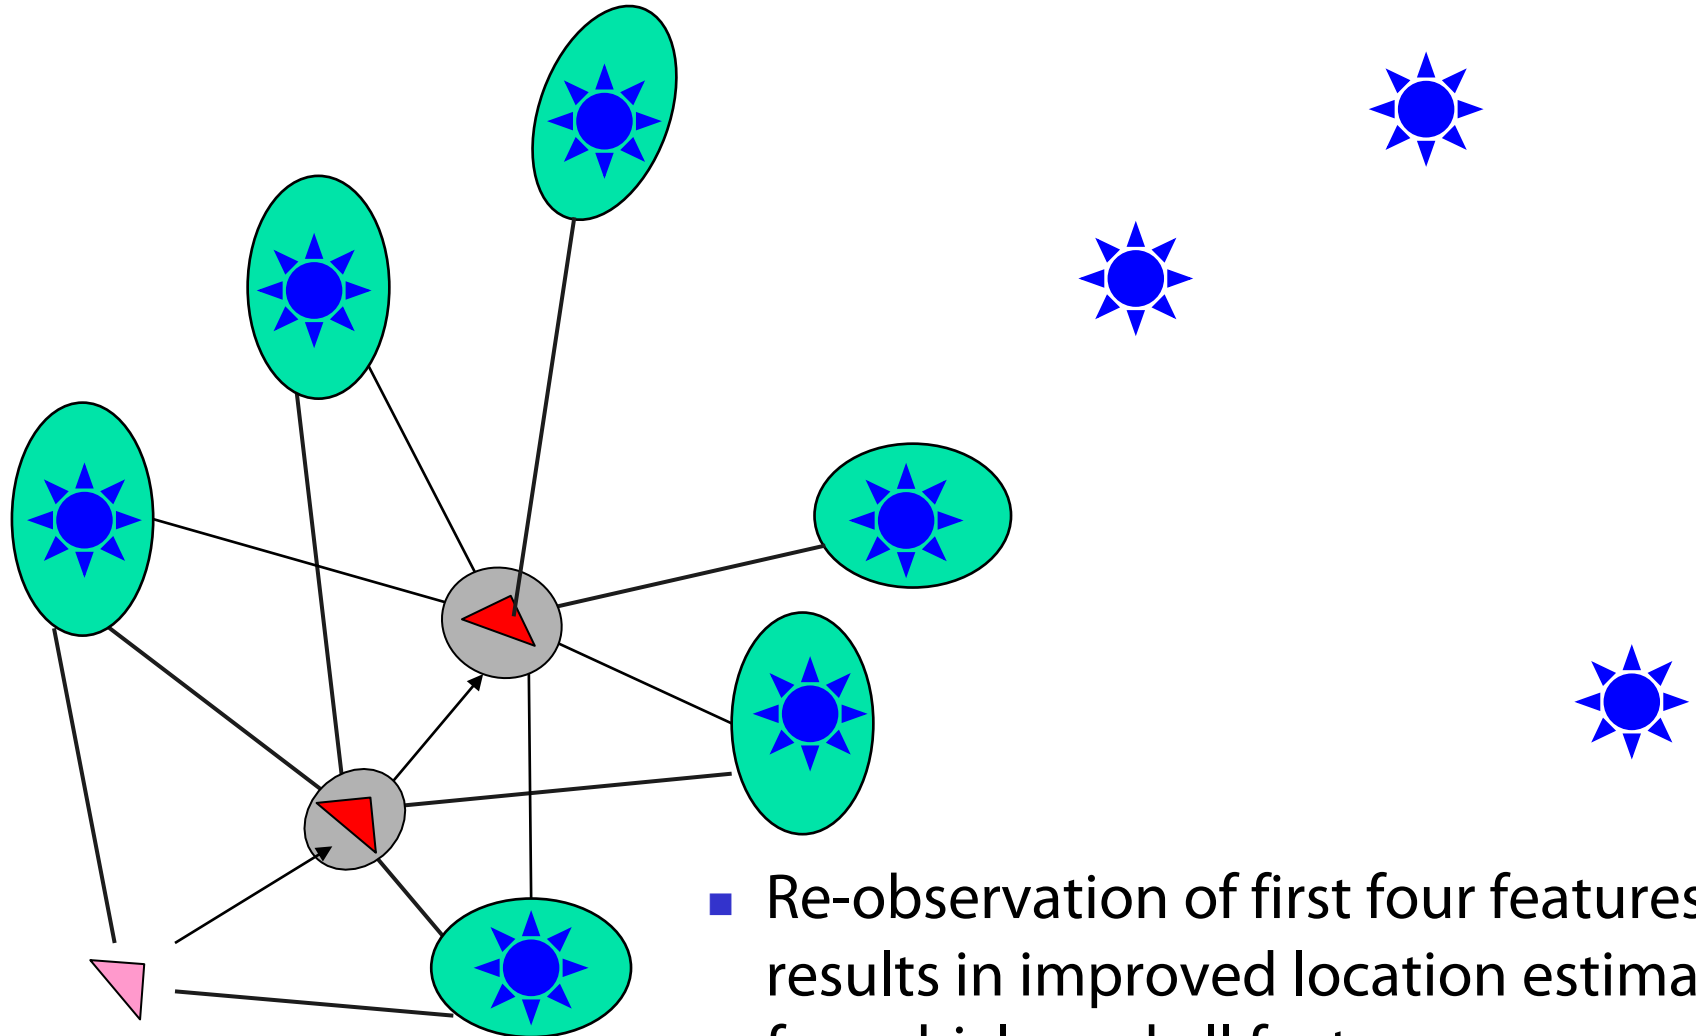 Re-observation of first four features
results in improved location estima